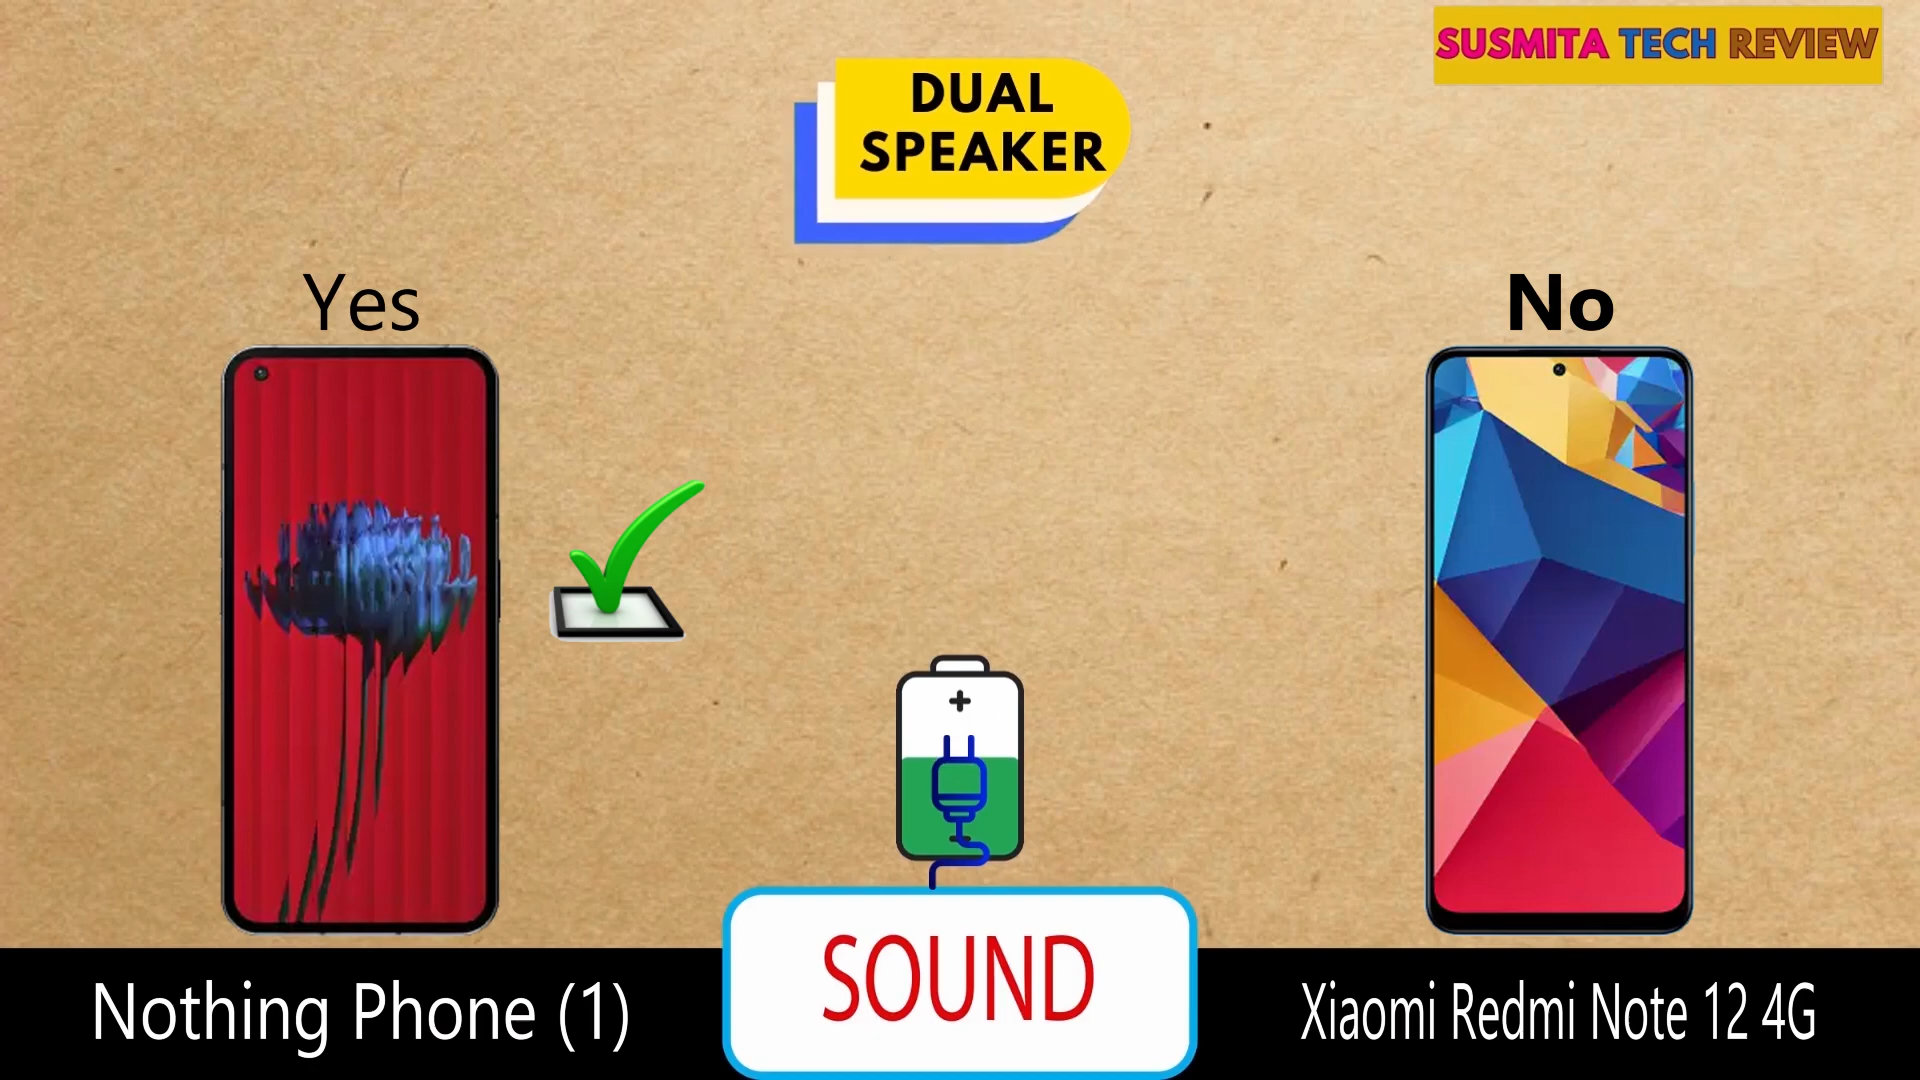 SUSMITA TECH REVIEW
DUAL
SPEAKER
Yes
No
SOUND
Nothing Phone (1)
Xiaomi Redmi Note 12 4G